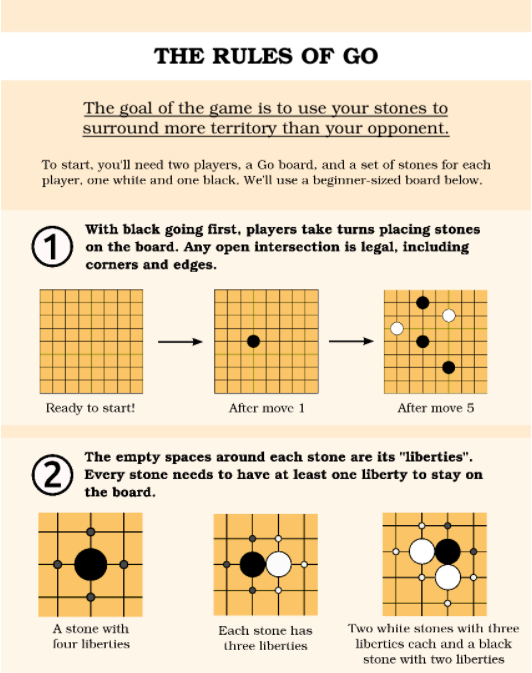 THE RULES OF GO
The goal of the game is to use your stones to
surround more territory than your opponent.
To start, you'll need two players, a Go board, and a set of stones for each
player, one white and one black. We'll use a beginner-sized board below.
1
With black going first, players take turns placing stones
on the board. Any open intersection is legal, including
corners and edges.
Ready to start!
After move 1
After move 5
2
The empty spaces around each stone are its "liberties".
Every stone needs to have at least one liberty to stay on
the board.
A stone with
four liberties
Each stone has
three liberties
Two white stones with three
liberties each and a black
stone with two liberties